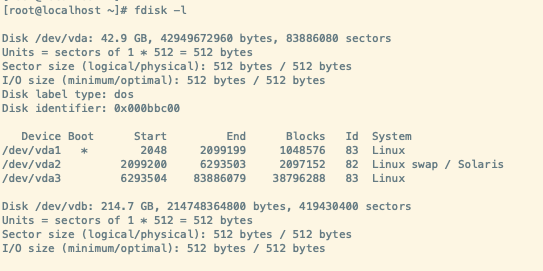 [root@localhost ~]# fdisk -l
Disk /dev/vda: 42.9 GB, 42949672960 bytes, 83886080 sectors
Units = sectors of 1 * 512 = 512 bytes
Sector size (logical/physical): 512 bytes / 512 bytes
I/O size (minimum/optimal): 512 bytes / 512 bytes
Disk label type: dos
Disk identifier: 0x000bbc00
Device Boot Start End Blocks Id System
/dev/vda1 * 2048 2099199 1048576 83 Linux
/dev/vda2 2099200 6293503 2097152 82 Linux swap / Solaris
/dev/vda3 6293504 83886079 38796288 83 Linux
Disk /dev/vdb: 214.7 GB, 214748364800 bytes, 419430400 sectors
Units = sectors of 1 * 512 = 512 bytes
Sector size (logical/physical): 512 bytes / 512 bytes
I/O size (minimum/optimal): 512 bytes / 512 bytes